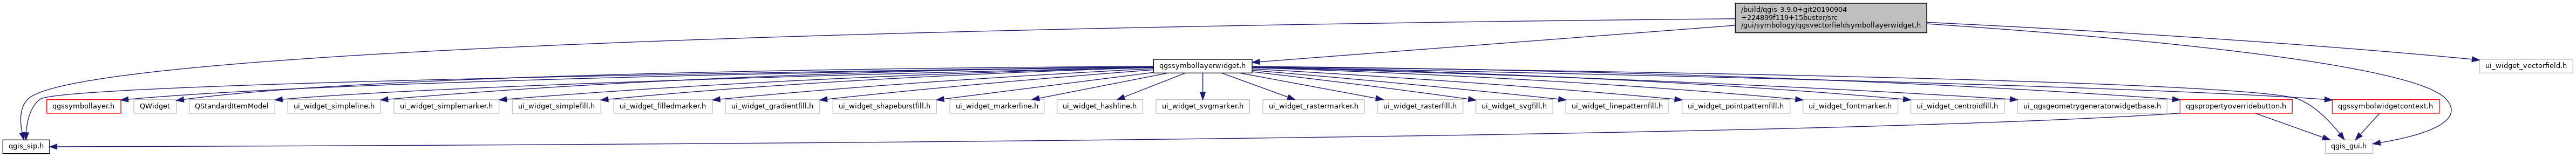 /build/qgis-3.9.0+git20190904
+224899f119+15buster/src
/gui/symbology/qgsvectorfieldsymbollayerwidget.h
qgssymbollayerwidget.h
ui_widget_vectorfield.h
qgssymbollayer.h
QWidget
QStandardItemModel
ui_widget_simpleline.h
ui_widget_simplemarker.h
ui_widget_simplefill.h
ui_widget_filledmarker.h
ui_widget_gradientfill.h
ui_widget_shapeburstfill.h
ui_widget_markerline.h
ui_widget_hashline.h
ui_widget_svgmarker.h
ui_widget_rastermarker.h
ui_widget_rasterfill.h
ui_widget_svgfill.h
ui_widget_linepatternfill.h
ui_widget_pointpatternfill.h
ui_widget_fontmarker.h
ui_widget_centroidfill.h
ui_qgsgeometrygeneratorwidgetbase.h
qgspropertyoverridebutton.h
qgssymbolwidgetcontext.h
qgis_sip.h
qgis_gui.h